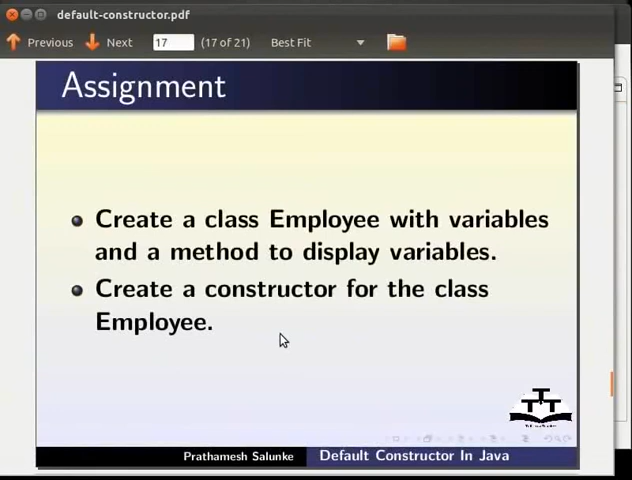 default-constructor.pdf
Previous Next 17 (17 of 21) Best Fit
Assignment
Create a class Employee with variables
and a method to display variables.
Create a constructor for the class
Employee.
TTT
Prathamesh Salunke Default Constructor In Java